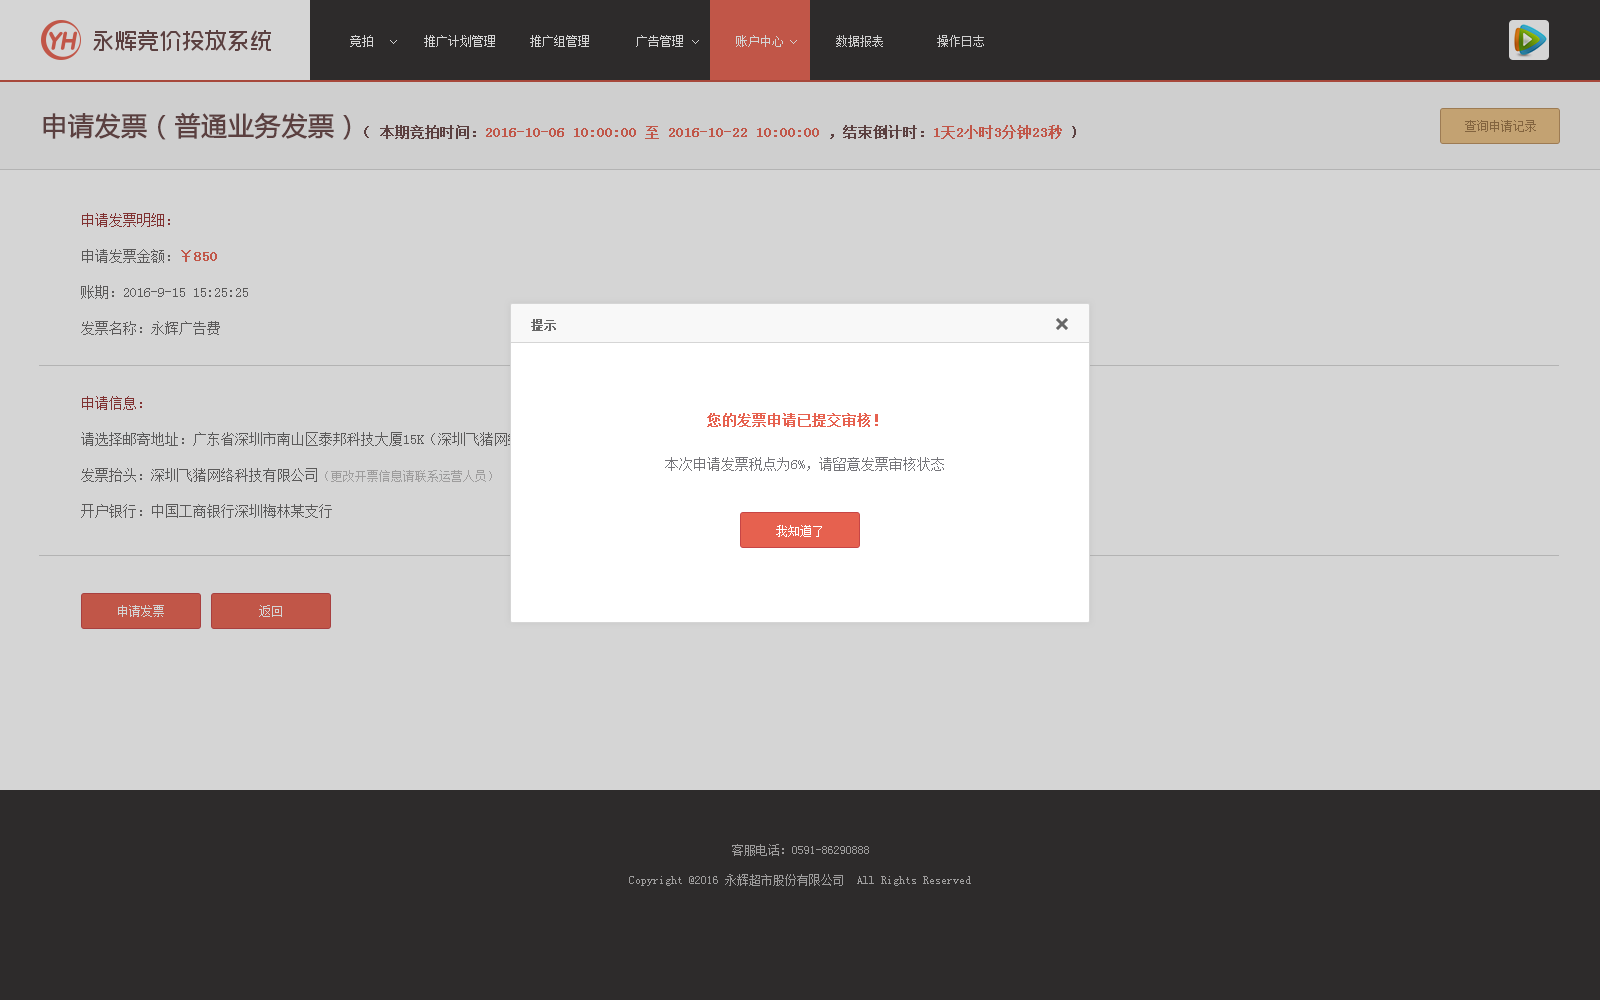 YH 永辉竞价投放系统
竞拍 推广计划管理 推广组管理 广告管理 账户中心 数据报表 操作日志
申请发票（普通业务发票）（ 本期竞拍时间：2016-10-06 10:00:00 至 2016-10-22 10:00:00 ，结束倒计时：1天2小时3分钟23秒 ）
查询申请记录
申请发票明细：
申请发票金额：￥850
账期：2016-9-15 15:25:25
发票名称：永辉广告费
申请信息：
请选择邮寄地址：广东省深圳市南山区泰邦科技大厦15K（深圳飞猪网
发票抬头：深圳飞猪网络科技有限公司（更改开票信息请联系运营人员）
开户银行：中国工商银行深圳梅林某支行
申请发票 返回
提示
您的发票申请已提交审核！
本次申请发票税点为6%，请留意发票审核状态
我知道了
客服电话：0591-86290888
Copyright @2016 永辉超市股份有限公司 All Rights Reserved